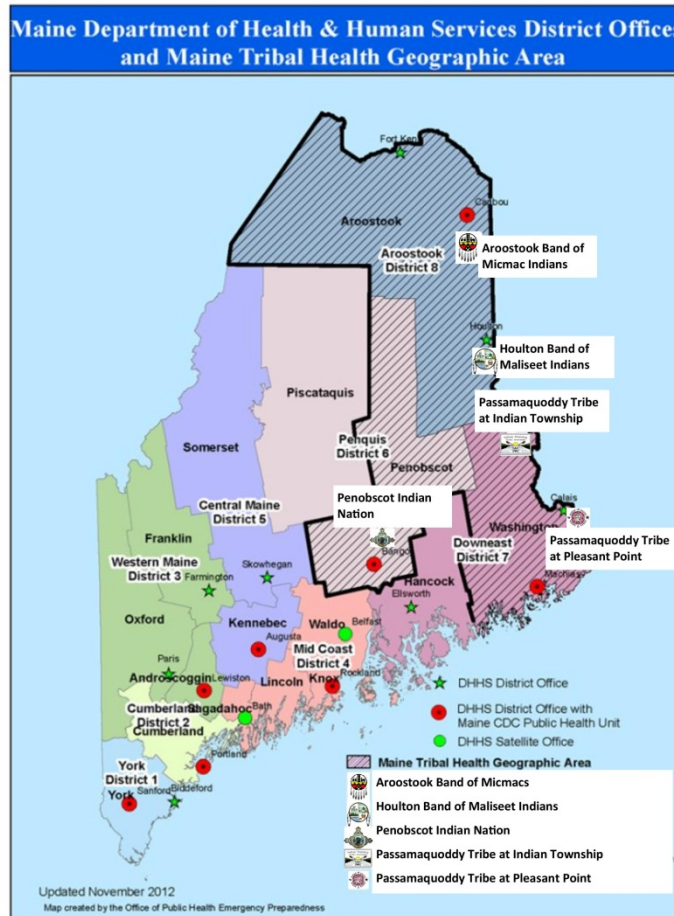 Maine Department of Health & Human Services District Offices
and Maine Tribal Health Geographic Area
Fort Kent
Caribou
Aroostook
Aroostook Band of
Micmac Indians
Aroostook
District 8
Houlton
Houlton Band of
Maliseet Indians
Piscataquis
Passamaquoddy Tribe
at Indian Township
Somerset
Penquis
District 6
Penobscot
Penobscot Indian
Nation
Calais
Central Maine
District 5
Washington
Franklin
Downeast
District 7
Passamaquoddy Tribe
at Pleasant Point
Bangor
Western Maine
District 3
Skowhegan
Farmington
Hancock
Machias
Ellsworth
Oxford
Kennebec
Waldo
Belfast
Augusta
Mid Coast
District 4
Paris
Androscoggin
Lewiston
Lincoln
Knox
Rockland
DHHS District Office
Cumberland
District 2
Sagadahoc
Bath
DHHS District Office with
Maine CDC Public Health Unit
Cumberland
DHHS Satellite Office
Portland
Maine Tribal Health Geographic Area
York
District 1
Aroostook Band of Micmacs
York
Sanford
Biddeford
Houlton Band of Maliseet Indians
Penobscot Indian Nation
Passamaquoddy Tribe at Indian Township
Passamaquoddy Tribe at Pleasant Point
Updated November 2012
Map created by the Office of Public Health Emergency Preparedness